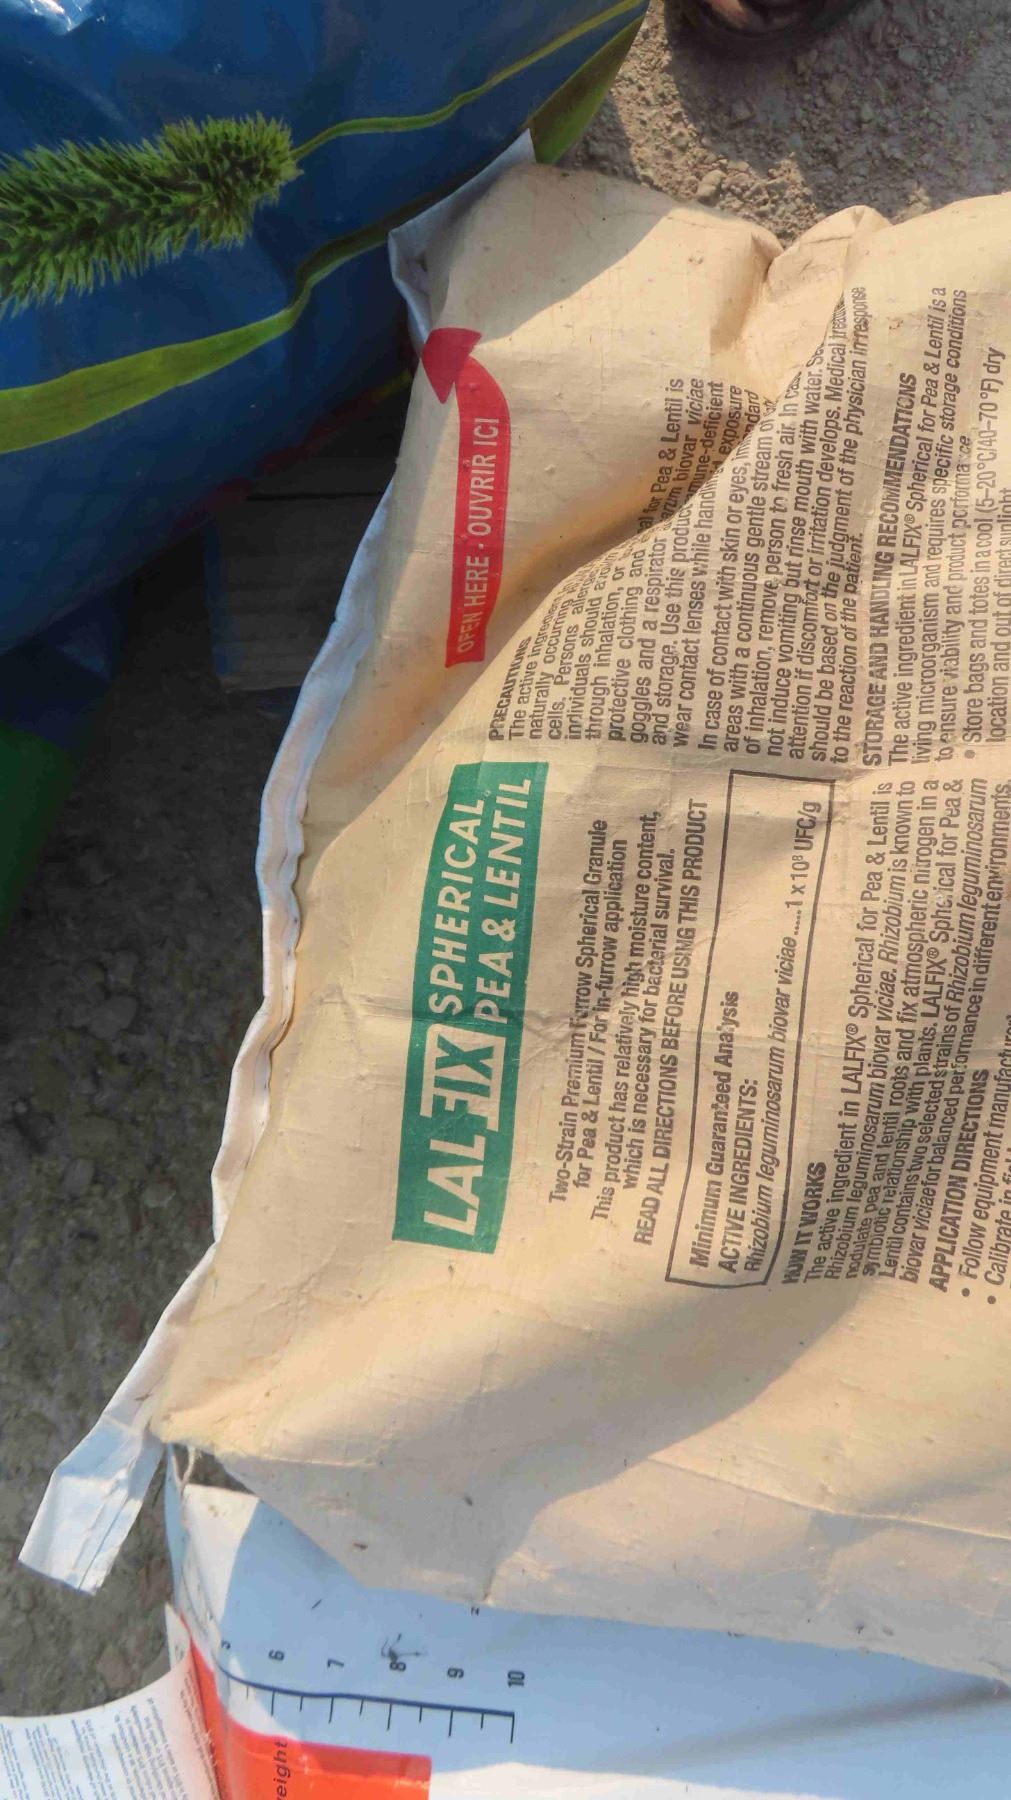 OPEN HERE - OUVRIR ICI
LALFIX SPHERICAL
PEA & LENTIL
Two-Strain Premium Furrow Spherical Granule
for Pea & Lentil / For in-furrow application
This product has relatively high moisture content,
which is necessary for bacterial survival.
READ ALL DIRECTIONS BEFORE USING THIS PRODUCT
Minimum Guaranteed Analysis
ACTIVE INGREDIENTS:
Rhizobium leguminosarum biovar viciae ......1 x 10⁸ UFC/g
HOW IT WORKS
The active ingredient in LALFIX® Spherical for Pea & Lentil is
Rhizobium leguminosarum biovar viciae. Rhizobium is known to
nodulate pea and lentil roots and fix atmospheric nitrogen in a
symbiotic relationship with plants. LALFIX® Spherical for Pea &
Lentil contains two selected strains of Rhizobium leguminosarum
biovar viciae for balanced performance in different environments.
APPLICATION DIRECTIONS
• Follow equipment manufacturer
• Calibrate in
PRECAUTIONS
The active ingredient for Pea & Lentil is
naturally occurring biovar viciae
cells. Persons immune-deficient
individuals should exposure
through inhalation, or standard
protective clothing and
goggles and a respirator
and storage. Use this product
wear contact lenses while handling
In case of contact with skin or eyes,
areas with a continuous gentle stream of
of inhalation, remove person to fresh air. In case
not induce vomiting but rinse mouth with water.
attention if discomfort or irritation develops. Medical treatment
should be based on the judgment of the physician in response
to the reaction of the patient.
STORAGE AND HANDLING RECOMMENDATIONS
The active ingredient in LALFIX® Spherical for Pea & Lentil is a
living microorganism and requires specific storage conditions
to ensure viability and product performance
• Store bags and totes in a cool (5–20°C/40–70°F) dry
location and out of direct sunlight
6
7
8
9
10